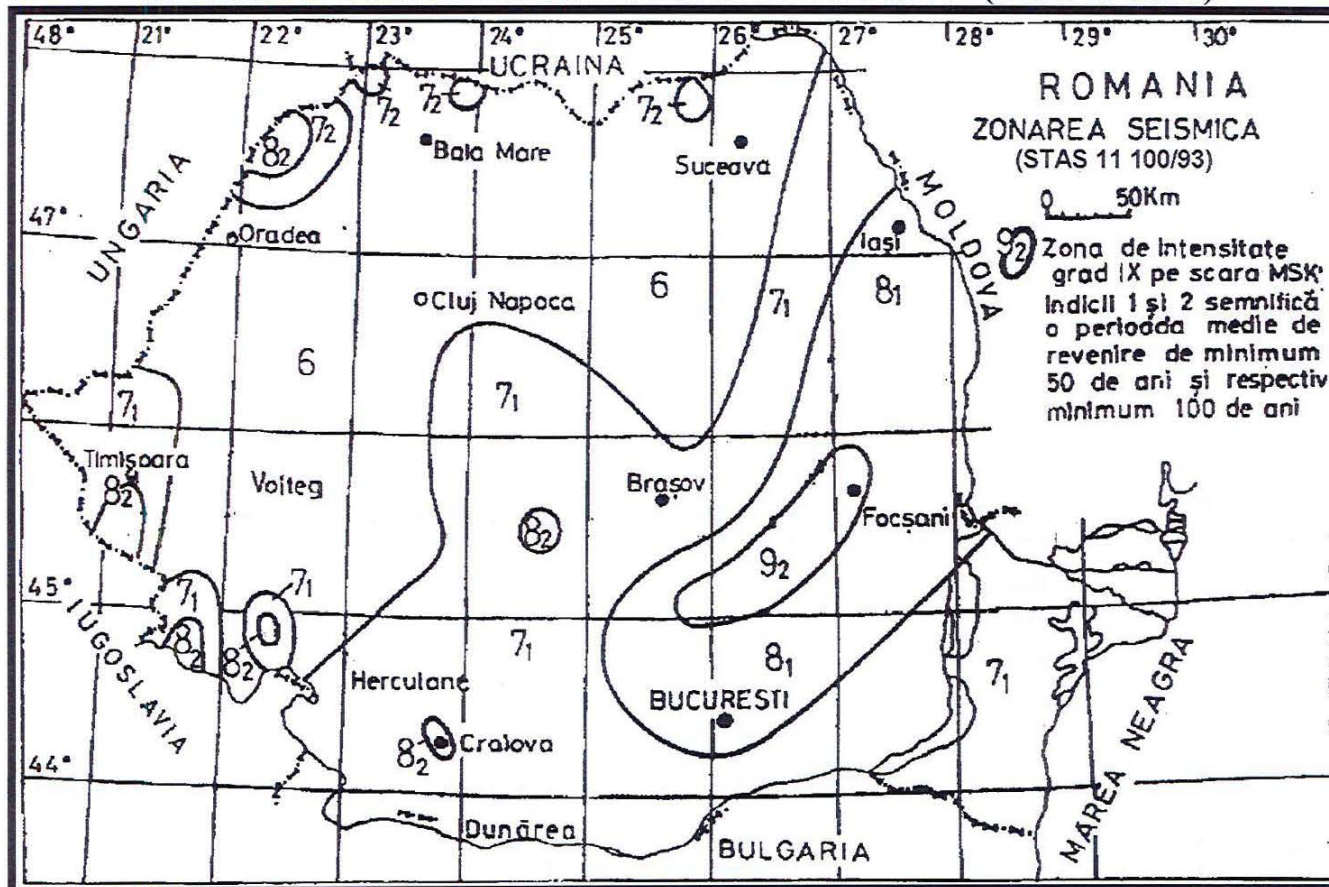 48° 21° 22° 23° 24° 25° 26° 27° 28° 29° 30°
UCRAINA
ROMANIA
ZONAREA SEISMICA
(STAS 11 100/93)
0 50Km
9₂ Zona de intensitate
grad IX pe scara MSK
Indicii 1 și 2 semnifică
o perioada medie de
revenire de minimum
50 de ani și respectiv
minimum 100 de ani
7₂
7₂
7₂
7₂
8₂
Baia Mare
Suceava
MOLDOVA
UNGARIA
47°
Oradea
Iași
Cluj Napoca
6
7₁
8₁
6
7₁
7₁
Timișoara
Voiteg
Brașov
Focșani
8₂
8₂
9₂
45°
7₁
7₁
8₂
8₂
7₁
8₁
7₁
IUGOSLAVIA
Herculane
BUCURESTI
8₂
Craiova
44°
Dunărea
BULGARIA
MAREA NEAGRA